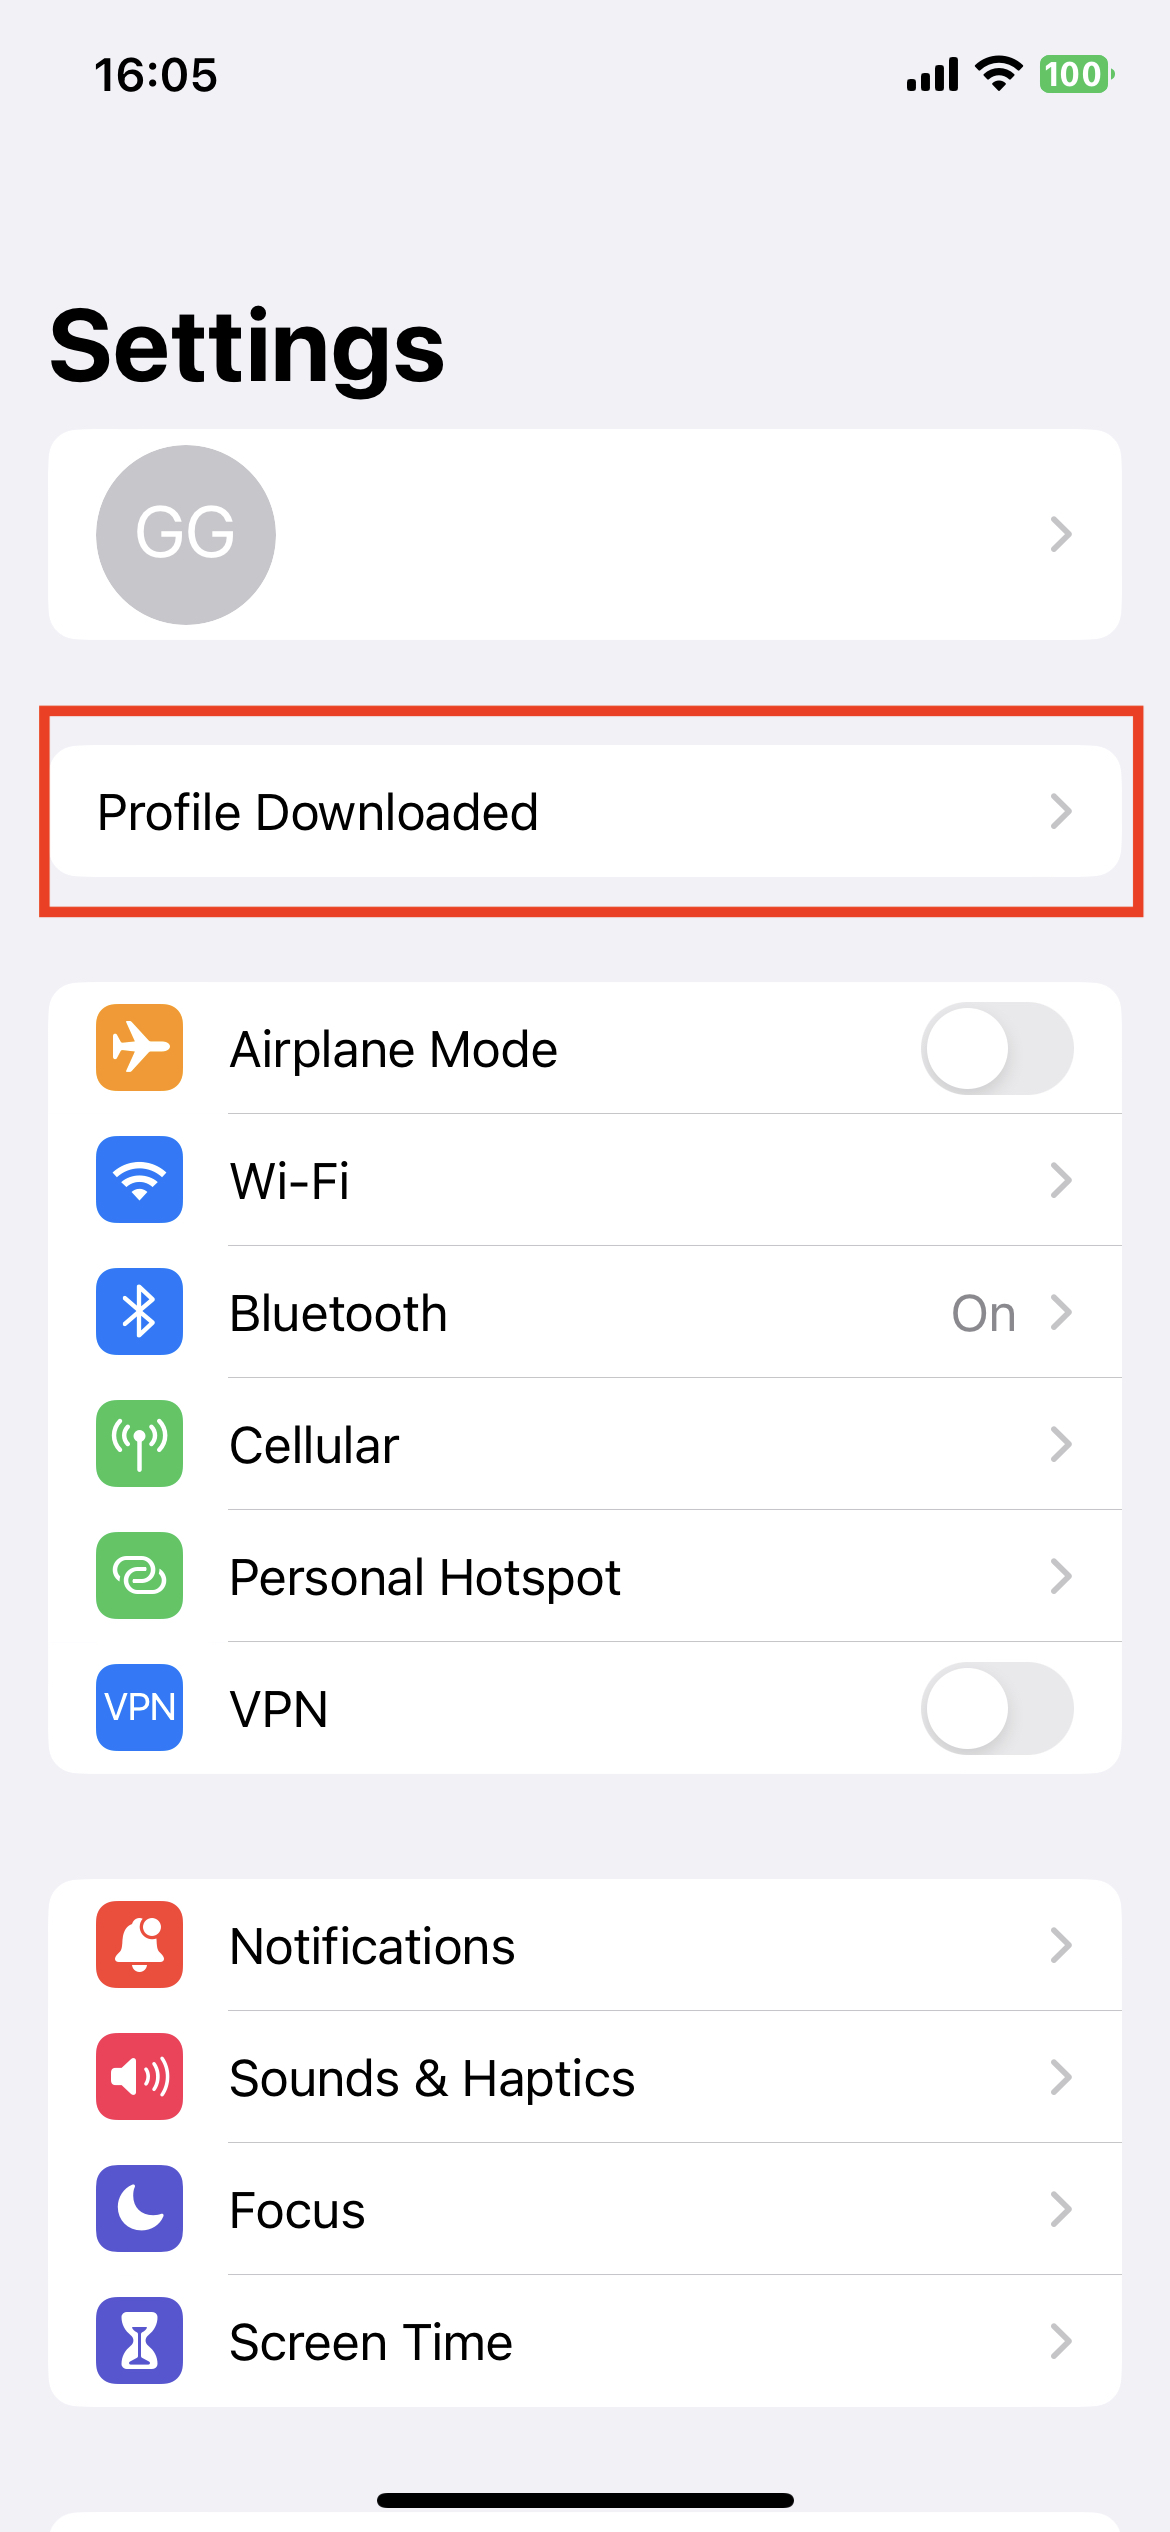 16:05
100
Settings
GG
Profile Downloaded
Airplane Mode
Wi-Fi
Bluetooth On
Cellular
Personal Hotspot
VPN VPN
Notifications
Sounds & Haptics
Focus
Screen Time